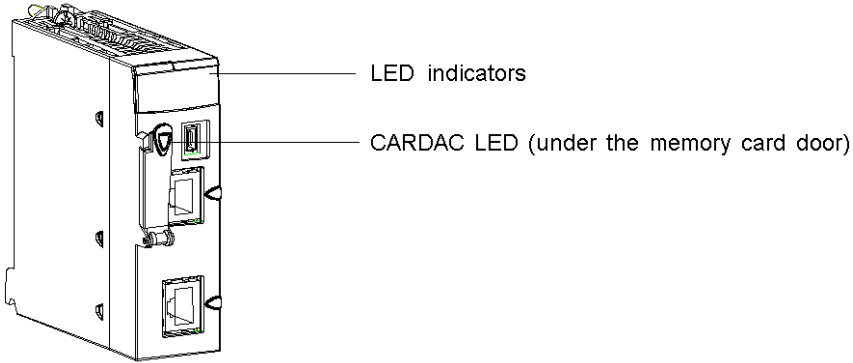 LED indicators
CARDAC LED (under the memory card door)